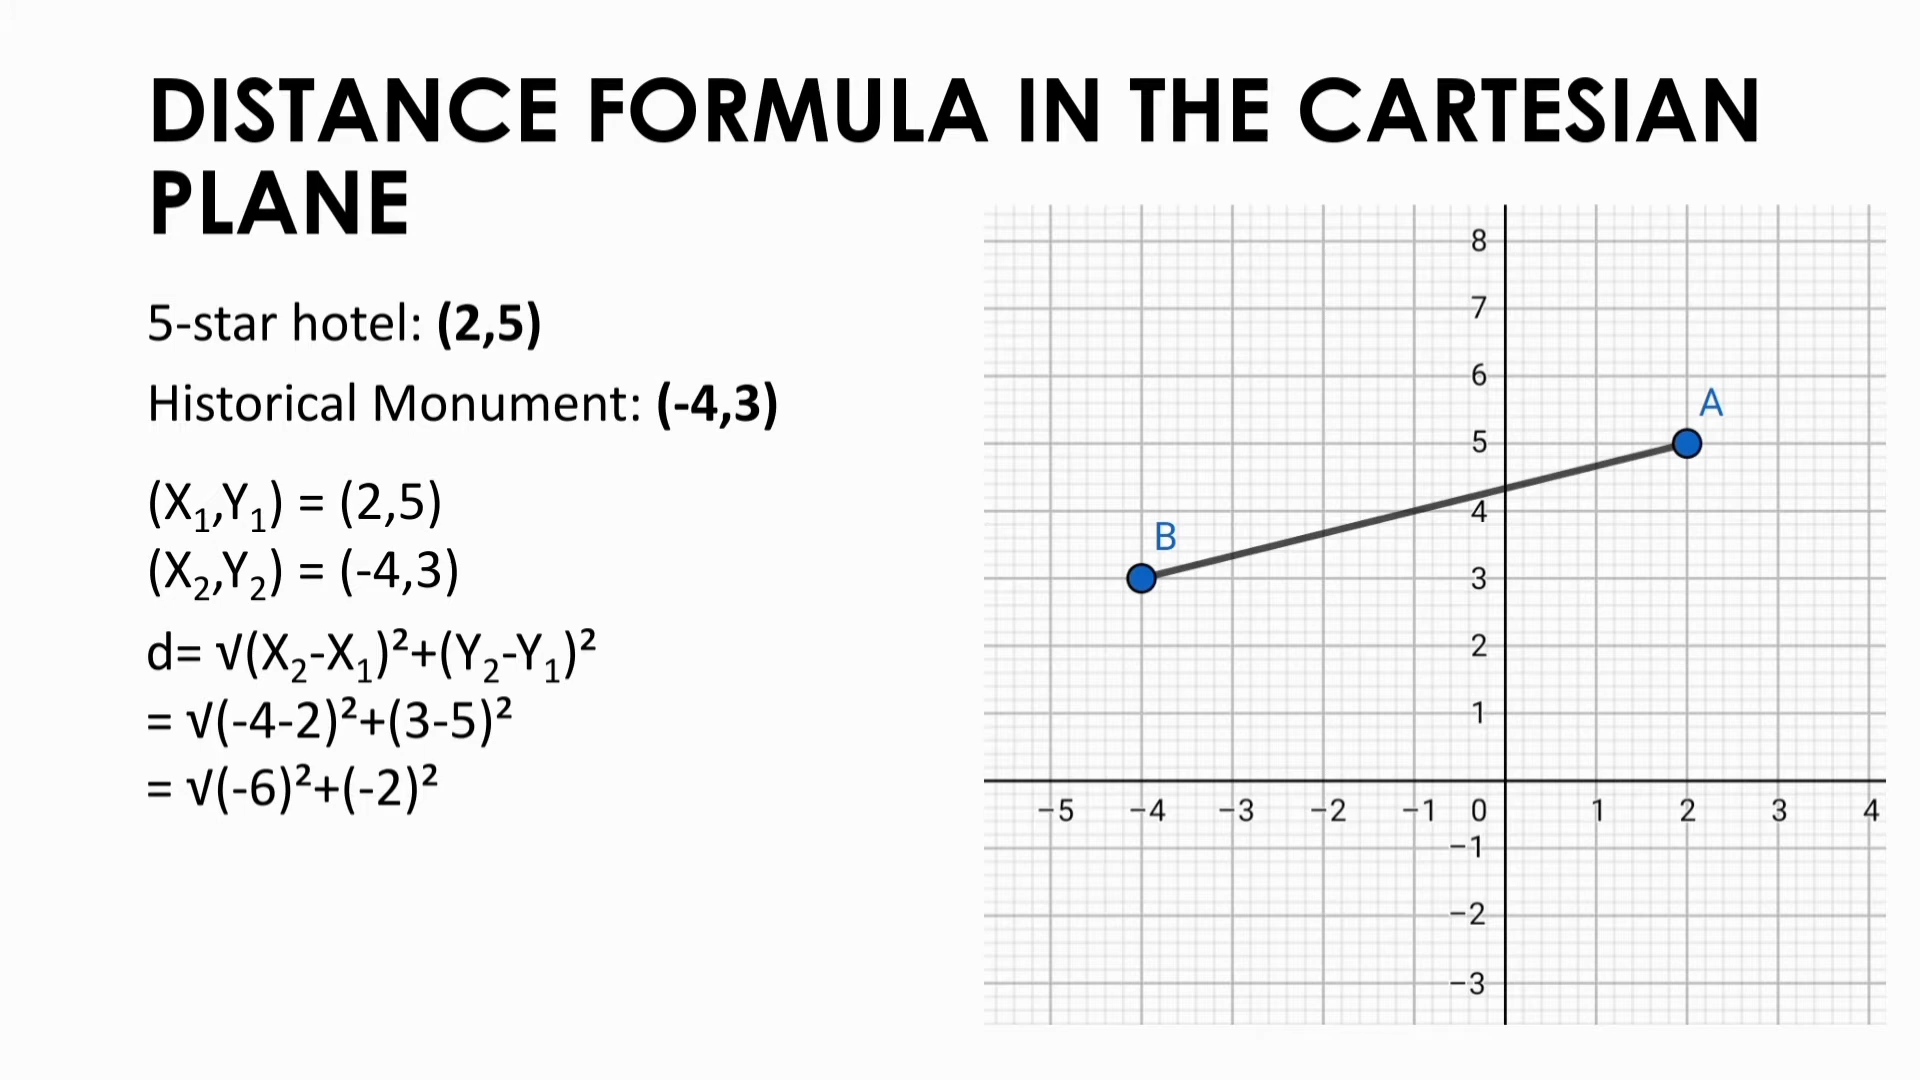 DISTANCE FORMULA IN THE CARTESIAN
PLANE
5-star hotel: (2,5)
Historical Monument: (-4,3)
(X₁,Y₁) = (2,5)
(X₂,Y₂) = (-4,3)
d= √(X₂-X₁)²+(Y₂-Y₁)²
= √(-4-2)²+(3-5)²
= √(-6)²+(-2)²
8
7
6
A
5
4
B
3
2
1
−5 −4 −3 −2 −1 0 1 2 3 4
−1
−2
−3